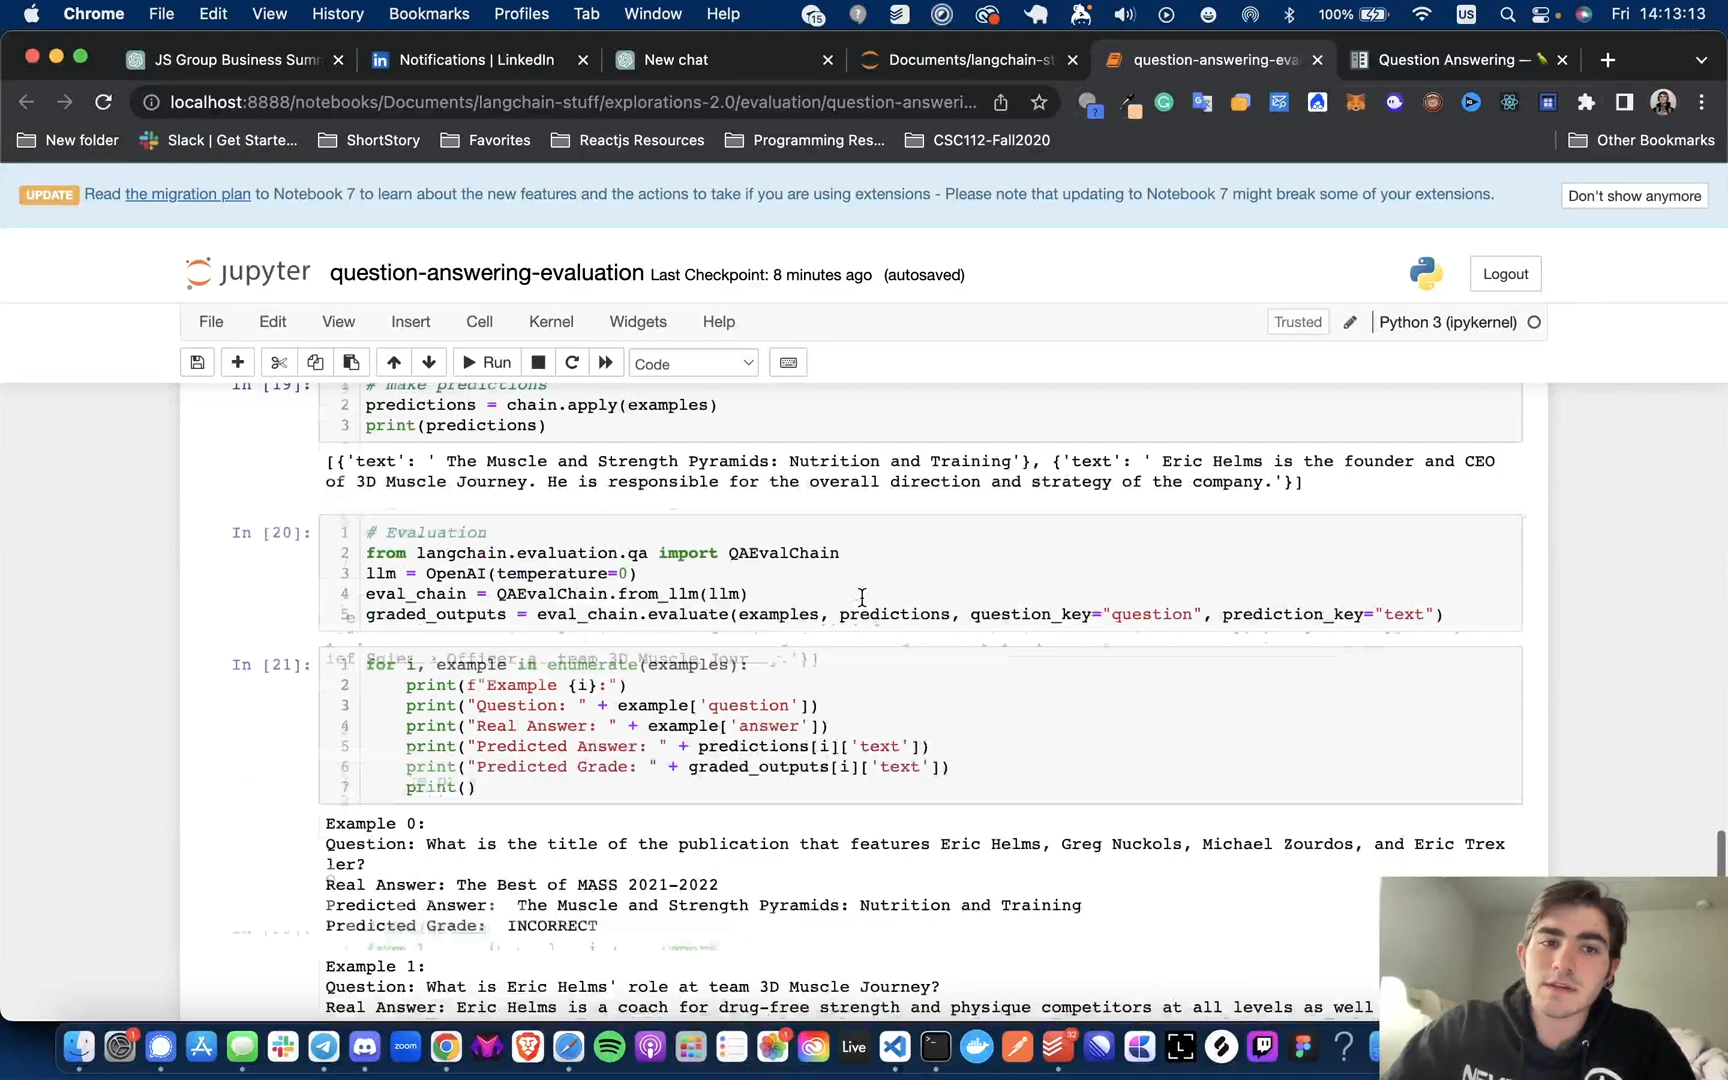 Chrome File Edit View History Bookmarks Profiles Tab Window Help 15 100% US Fri 14:13:13
JS Group Business Sum Notifications | LinkedIn New chat Documents/langchain-st question-answering-eva Question Answering —
localhost:8888/notebooks/Documents/langchain-stuff/explorations-2.0/evaluation/question-answeri...
New folder Slack | Get Starte... ShortStory Favorites Reactjs Resources Programming Res... CSC112-Fall2020 Other Bookmarks
UPDATE Read the migration plan to Notebook 7 to learn about the new features and the actions to take if you are using extensions - Please note that updating to Notebook 7 might break some of your extensions. Don't show anymore
jupyter question-answering-evaluation Last Checkpoint: 8 minutes ago (autosaved) Logout
File Edit View Insert Cell Kernel Widgets Help Trusted Python 3 (ipykernel)
Run Code
In [19]: 1 # make predictions
2 predictions = chain.apply(examples)
3 print(predictions)
[{'text': ' The Muscle and Strength Pyramids: Nutrition and Training'}, {'text': ' Eric Helms is the founder and CEO
of 3D Muscle Journey. He is responsible for the overall direction and strategy of the company.'}]
In [20]: 1 # Evaluation
2 from langchain.evaluation.qa import QAEvalChain
3 llm = OpenAI(temperature=0)
4 eval_chain = QAEvalChain.from_llm(llm)
5 graded_outputs = eval_chain.evaluate(examples, predictions, question_key="question", prediction_key="text")
In [21]: 1 for i, example in enumerate(examples):
2 print(f"Example {i}:")
3 print("Question: " + example['question'])
4 print("Real Answer: " + example['answer'])
5 print("Predicted Answer: " + predictions[i]['text'])
6 print("Predicted Grade: " + graded_outputs[i]['text'])
7 print()
Example 0:
Question: What is the title of the publication that features Eric Helms, Greg Nuckols, Michael Zourdos, and Eric Trex
ler?
Real Answer: The Best of MASS 2021-2022
Predicted Answer:  The Muscle and Strength Pyramids: Nutrition and Training
Predicted Grade:  INCORRECT
Example 1:
Question: What is Eric Helms' role at team 3D Muscle Journey?
Real Answer: Eric Helms is a coach for drug-free strength and physique competitors at all levels as well
1 zoom 1 Live 32